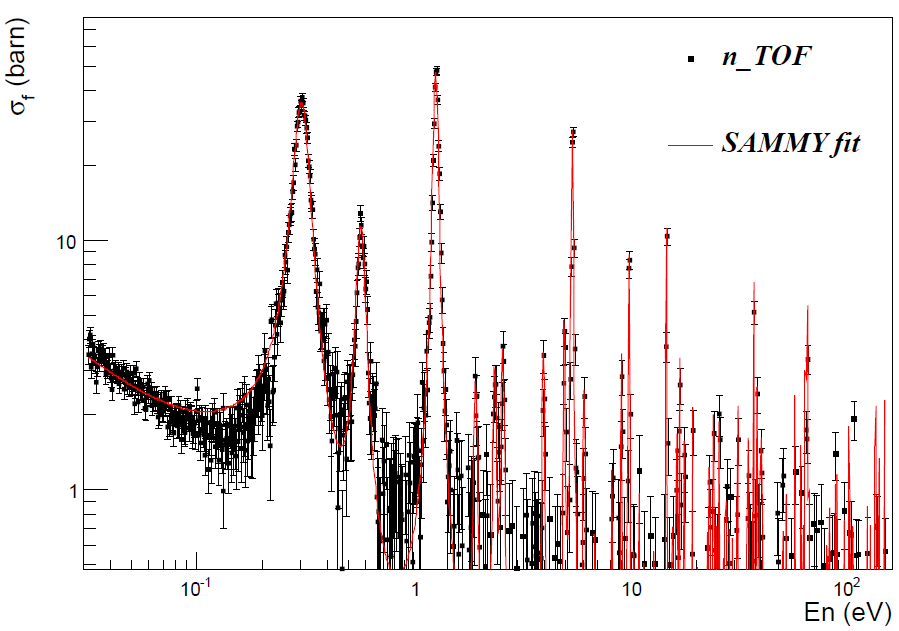 σf (barn)
n_TOF
SAMMY fit
10
1
10-1
1
10
102
En (eV)